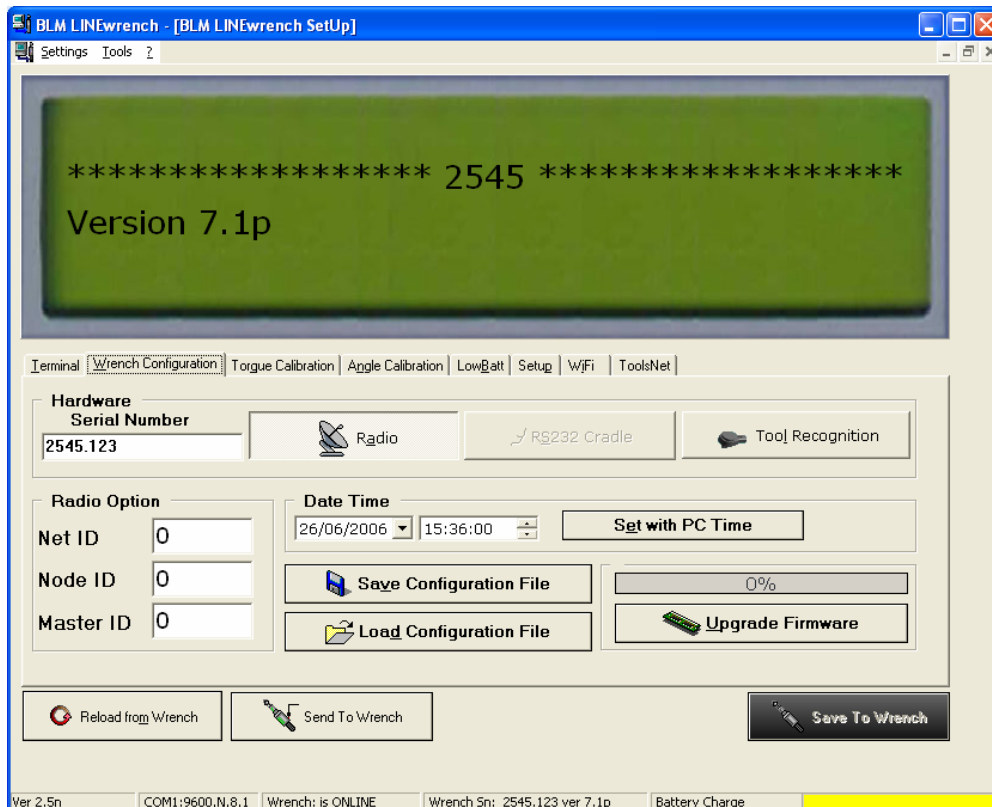 BLM LINEwrench - [BLM LINEwrench SetUp]
Settings Tools ?
****************** 2545 ******************
Version 7.1p
Terminal Wrench Configuration Torgue Calibration Angle Calibration LowBatt Setup WiFi ToolsNet
Hardware
Serial Number
2545.123
Radio
RS232 Cradle
Tool Recognition
Radio Option
Net ID 0
Node ID 0
Master ID 0
Date Time
26/06/2006 15:36:00 Set with PC Time
Save Configuration File
Load Configuration File
0%
Upgrade Firmware
Reload from Wrench Send To Wrench Save To Wrench
Ver 2.5n COM1:9600.N.8.1 Wrench: is ONLINE Wrench Sn: 2545.123 ver 7.1p Battery Charge